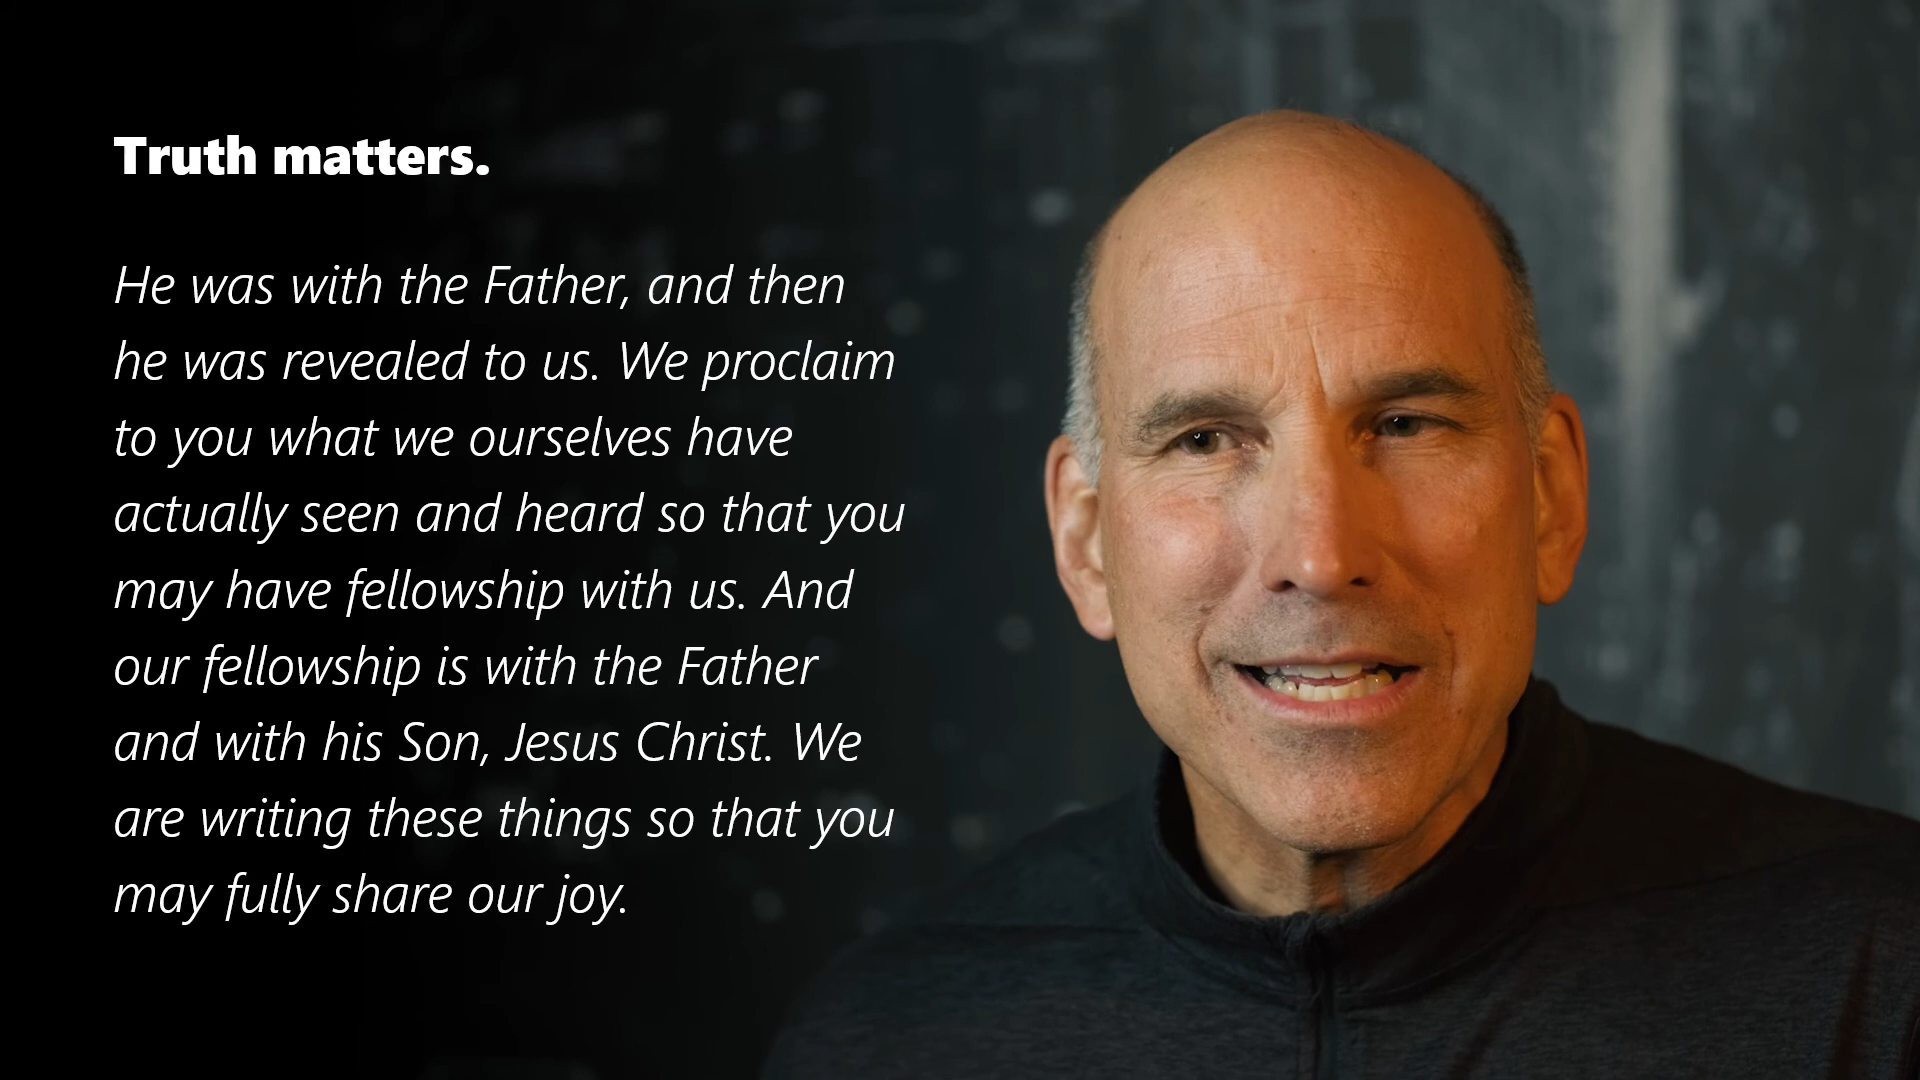 Truth matters.
He was with the Father, and then
he was revealed to us. We proclaim
to you what we ourselves have
actually seen and heard so that you
may have fellowship with us. And
our fellowship is with the Father
and with his Son, Jesus Christ. We
are writing these things so that you
may fully share our joy.